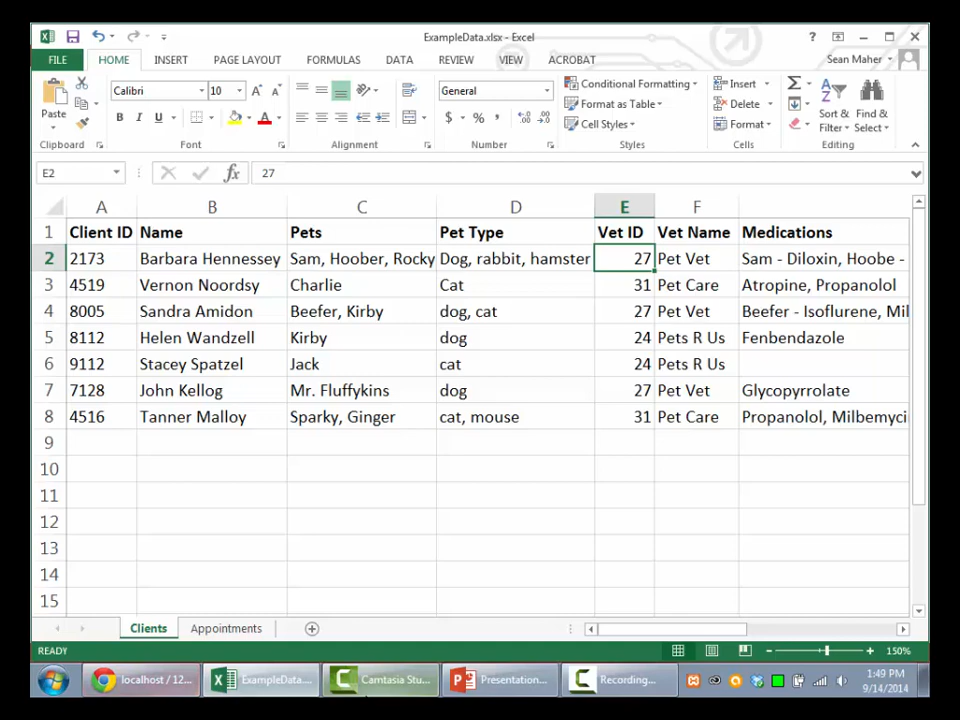 ExampleData.xlsx - Excel
FILE HOME INSERT PAGE LAYOUT FORMULAS DATA REVIEW VIEW ACROBAT Sean Maher
Calibri 10 General Conditional Formatting Insert
Paste Format as Table Delete Sort & Find &
B I U A $ % , Cell Styles Format Filter Select
Clipboard Font Alignment Number Styles Cells Editing
E2 fx 27
A B C D E F
1 Client ID Name Pets Pet Type Vet ID Vet Name Medications
2 2173 Barbara Hennessey Sam, Hoober, Rocky Dog, rabbit, hamster 27 Pet Vet Sam - Diloxin, Hoobe -
3 4519 Vernon Noordsy Charlie Cat 31 Pet Care Atropine, Propanolol
4 8005 Sandra Amidon Beefer, Kirby dog, cat 27 Pet Vet Beefer - Isoflurene, Mil
5 8112 Helen Wandzell Kirby dog 24 Pets R Us Fenbendazole
6 9112 Stacey Spatzel Jack cat 24 Pets R Us
7 7128 John Kellog Mr. Fluffykins dog 27 Pet Vet Glycopyrrolate
8 4516 Tanner Malloy Sparky, Ginger cat, mouse 31 Pet Care Propanolol, Milbemyci
9
10
11
12
13
14
15
Clients Appointments
READY 150%
localhost / 12... ExampleData.... Camtasia Stu... Presentation... Recording... 1:49 PM
9/14/2014